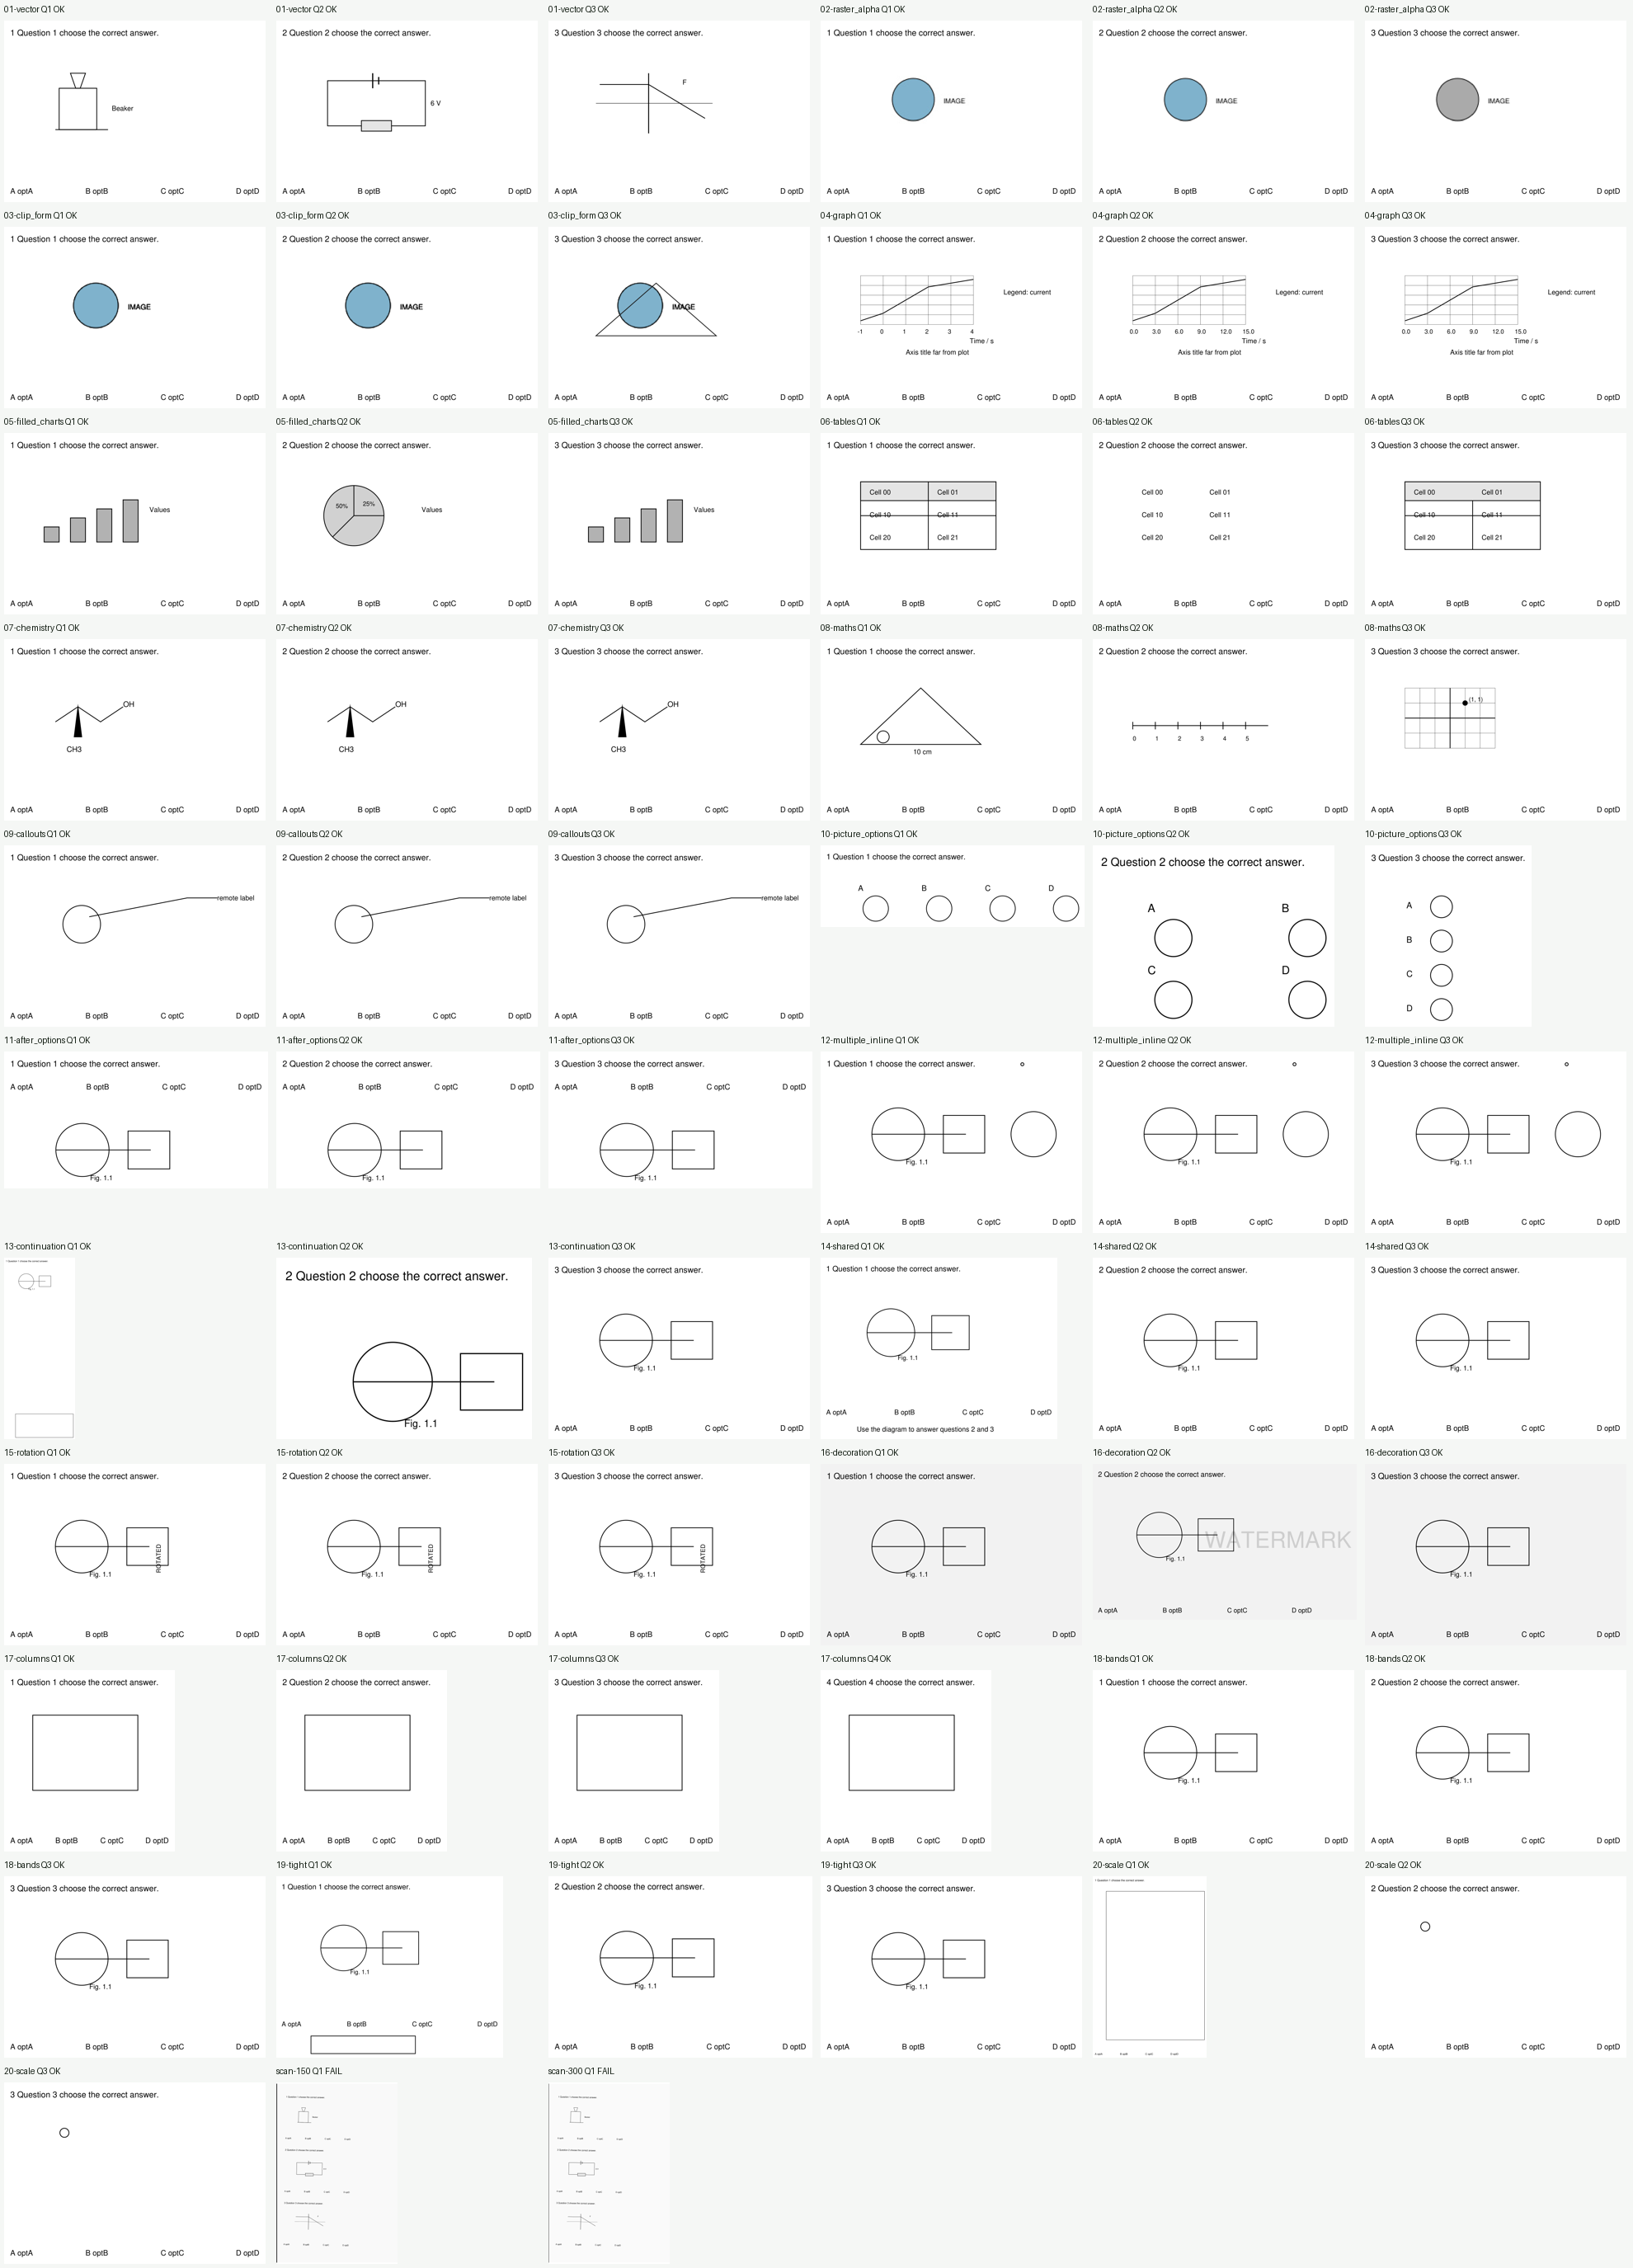 01-vector Q1 OK
1 Question 1 choose the correct answer.
Beaker
A optA B optB C optC D optD
01-vector Q2 OK
2 Question 2 choose the correct answer.
6 V
A optA B optB C optC D optD
01-vector Q3 OK
3 Question 3 choose the correct answer.
F
A optA B optB C optC D optD
02-raster_alpha Q1 OK
1 Question 1 choose the correct answer.
IMAGE
A optA B optB C optC D optD
02-raster_alpha Q2 OK
2 Question 2 choose the correct answer.
IMAGE
A optA B optB C optC D optD
02-raster_alpha Q3 OK
3 Question 3 choose the correct answer.
IMAGE
A optA B optB C optC D optD
03-clip_form Q1 OK
1 Question 1 choose the correct answer.
IMAGE
A optA B optB C optC D optD
03-clip_form Q2 OK
2 Question 2 choose the correct answer.
IMAGE
A optA B optB C optC D optD
03-clip_form Q3 OK
3 Question 3 choose the correct answer.
IMAGE
A optA B optB C optC D optD
04-graph Q1 OK
1 Question 1 choose the correct answer.
Legend: current
-1 0 1 2 3 4
Time / s
Axis title far from plot
A optA B optB C optC D optD
04-graph Q2 OK
2 Question 2 choose the correct answer.
Legend: current
0.0 3.0 6.0 9.0 12.0 15.0
Time / s
Axis title far from plot
A optA B optB C optC D optD
04-graph Q3 OK
3 Question 3 choose the correct answer.
Legend: current
0.0 3.0 6.0 9.0 12.0 15.0
Time / s
Axis title far from plot
A optA B optB C optC D optD
05-filled_charts Q1 OK
1 Question 1 choose the correct answer.
Values
A optA B optB C optC D optD
05-filled_charts Q2 OK
2 Question 2 choose the correct answer.
50% 25%
Values
A optA B optB C optC D optD
05-filled_charts Q3 OK
3 Question 3 choose the correct answer.
Values
A optA B optB C optC D optD
06-tables Q1 OK
1 Question 1 choose the correct answer.
Cell 00 Cell 01
Cell 10 Cell 11
Cell 20 Cell 21
A optA B optB C optC D optD
06-tables Q2 OK
2 Question 2 choose the correct answer.
Cell 00 Cell 01
Cell 10 Cell 11
Cell 20 Cell 21
A optA B optB C optC D optD
06-tables Q3 OK
3 Question 3 choose the correct answer.
Cell 00 Cell 01
Cell 10 Cell 11
Cell 20 Cell 21
A optA B optB C optC D optD
07-chemistry Q1 OK
1 Question 1 choose the correct answer.
OH
CH3
A optA B optB C optC D optD
07-chemistry Q2 OK
2 Question 2 choose the correct answer.
OH
CH3
A optA B optB C optC D optD
07-chemistry Q3 OK
3 Question 3 choose the correct answer.
OH
CH3
A optA B optB C optC D optD
08-maths Q1 OK
1 Question 1 choose the correct answer.
10 cm
A optA B optB C optC D optD
08-maths Q2 OK
2 Question 2 choose the correct answer.
0 1 2 3 4 5
A optA B optB C optC D optD
08-maths Q3 OK
3 Question 3 choose the correct answer.
(1, 1)
A optA B optB C optC D optD
09-callouts Q1 OK
1 Question 1 choose the correct answer.
remote label
A optA B optB C optC D optD
09-callouts Q2 OK
2 Question 2 choose the correct answer.
remote label
A optA B optB C optC D optD
09-callouts Q3 OK
3 Question 3 choose the correct answer.
remote label
A optA B optB C optC D optD
10-picture_options Q1 OK
1 Question 1 choose the correct answer.
A B C D
10-picture_options Q2 OK
2 Question 2 choose the correct answer.
A B
C D
10-picture_options Q3 OK
3 Question 3 choose the correct answer.
A
B
C
D
11-after_options Q1 OK
1 Question 1 choose the correct answer.
A optA B optB C optC D optD
Fig. 1.1
11-after_options Q2 OK
2 Question 2 choose the correct answer.
A optA B optB C optC D optD
Fig. 1.1
11-after_options Q3 OK
3 Question 3 choose the correct answer.
A optA B optB C optC D optD
Fig. 1.1
12-multiple_inline Q1 OK
1 Question 1 choose the correct answer.
Fig. 1.1
A optA B optB C optC D optD
12-multiple_inline Q2 OK
2 Question 2 choose the correct answer.
Fig. 1.1
A optA B optB C optC D optD
12-multiple_inline Q3 OK
3 Question 3 choose the correct answer.
Fig. 1.1
A optA B optB C optC D optD
13-continuation Q1 OK
1 Question 1 choose the correct answer.
13-continuation Q2 OK
2 Question 2 choose the correct answer.
Fig. 1.1
13-continuation Q3 OK
3 Question 3 choose the correct answer.
Fig. 1.1
A optA B optB C optC D optD
14-shared Q1 OK
1 Question 1 choose the correct answer.
Fig. 1.1
A optA B optB C optC D optD
Use the diagram to answer questions 2 and 3
14-shared Q2 OK
2 Question 2 choose the correct answer.
Fig. 1.1
A optA B optB C optC D optD
14-shared Q3 OK
3 Question 3 choose the correct answer.
Fig. 1.1
A optA B optB C optC D optD
15-rotation Q1 OK
1 Question 1 choose the correct answer.
ROTATED
Fig. 1.1
A optA B optB C optC D optD
15-rotation Q2 OK
2 Question 2 choose the correct answer.
ROTATED
Fig. 1.1
A optA B optB C optC D optD
15-rotation Q3 OK
3 Question 3 choose the correct answer.
ROTATED
Fig. 1.1
A optA B optB C optC D optD
16-decoration Q1 OK
1 Question 1 choose the correct answer.
Fig. 1.1
A optA B optB C optC D optD
16-decoration Q2 OK
2 Question 2 choose the correct answer.
WATERMARK
Fig. 1.1
A optA B optB C optC D optD
16-decoration Q3 OK
3 Question 3 choose the correct answer.
Fig. 1.1
A optA B optB C optC D optD
17-columns Q1 OK
1 Question 1 choose the correct answer.
A optA B optB C optC D optD
17-columns Q2 OK
2 Question 2 choose the correct answer.
A optA B optB C optC D optD
17-columns Q3 OK
3 Question 3 choose the correct answer.
A optA B optB C optC D optD
17-columns Q4 OK
4 Question 4 choose the correct answer.
A optA B optB C optC D optD
18-bands Q1 OK
1 Question 1 choose the correct answer.
Fig. 1.1
A optA B optB C optC D optD
18-bands Q2 OK
2 Question 2 choose the correct answer.
Fig. 1.1
A optA B optB C optC D optD
18-bands Q3 OK
3 Question 3 choose the correct answer.
Fig. 1.1
A optA B optB C optC D optD
19-tight Q1 OK
1 Question 1 choose the correct answer.
Fig. 1.1
A optA B optB C optC D optD
19-tight Q2 OK
2 Question 2 choose the correct answer.
Fig. 1.1
A optA B optB C optC D optD
19-tight Q3 OK
3 Question 3 choose the correct answer.
Fig. 1.1
A optA B optB C optC D optD
20-scale Q1 OK
1 Question 1 choose the correct answer.
20-scale Q2 OK
2 Question 2 choose the correct answer.
A optA B optB C optC D optD
20-scale Q3 OK
3 Question 3 choose the correct answer.
A optA B optB C optC D optD
scan-150 Q1 FAIL
1 Question 1 choose the correct answer.
2 Question 2 choose the correct answer.
3 Question 3 choose the correct answer.
scan-300 Q1 FAIL
1 Question 1 choose the correct answer.
2 Question 2 choose the correct answer.
3 Question 3 choose the correct answer.